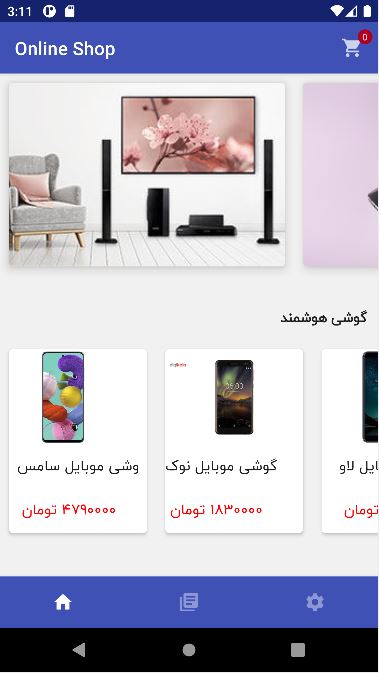 3:11
Online Shop
0
گوشی هوشمند
digikala
وشی موبایل سامس
گوشی موبایل نوک
ایل لاو
۴۷۹۰۰۰۰ تومان
۱۸۳۰۰۰۰ تومان
تومان